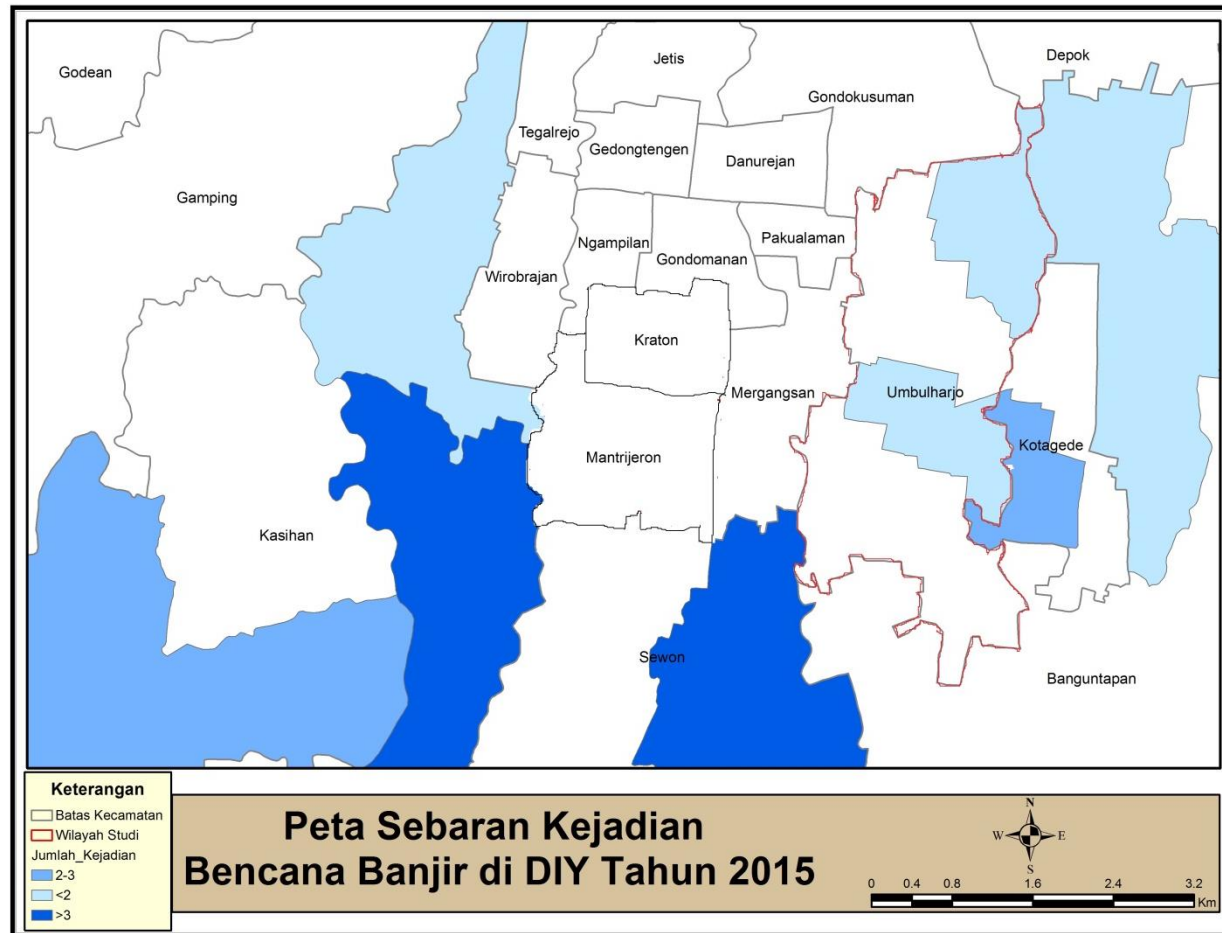 Godean
Jetis
Depok
Gondokusuman
Tegalrejo
Gedongtengen
Danurejan
Gamping
Ngampilan
Pakualaman
Gondomanan
Wirobrajan
Kraton
Mergangsan
Umbulharjo
Kotagede
Mantrijeron
Kasihan
Sewon
Banguntapan
Keterangan
Batas Kecamatan
Wilayah Studi
Jumlah_Kejadian
2-3
<2
>3
Peta Sebaran Kejadian
Bencana Banjir di DIY Tahun 2015
N
W E
S
0 0.4 0.8 1.6 2.4 3.2
Km